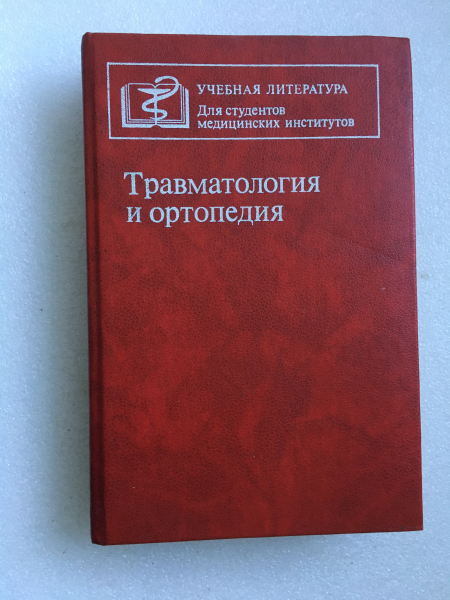 УЧЕБНАЯ ЛИТЕРАТУРА
Для студентов
медицинских институтов
Травматология
и ортопедия